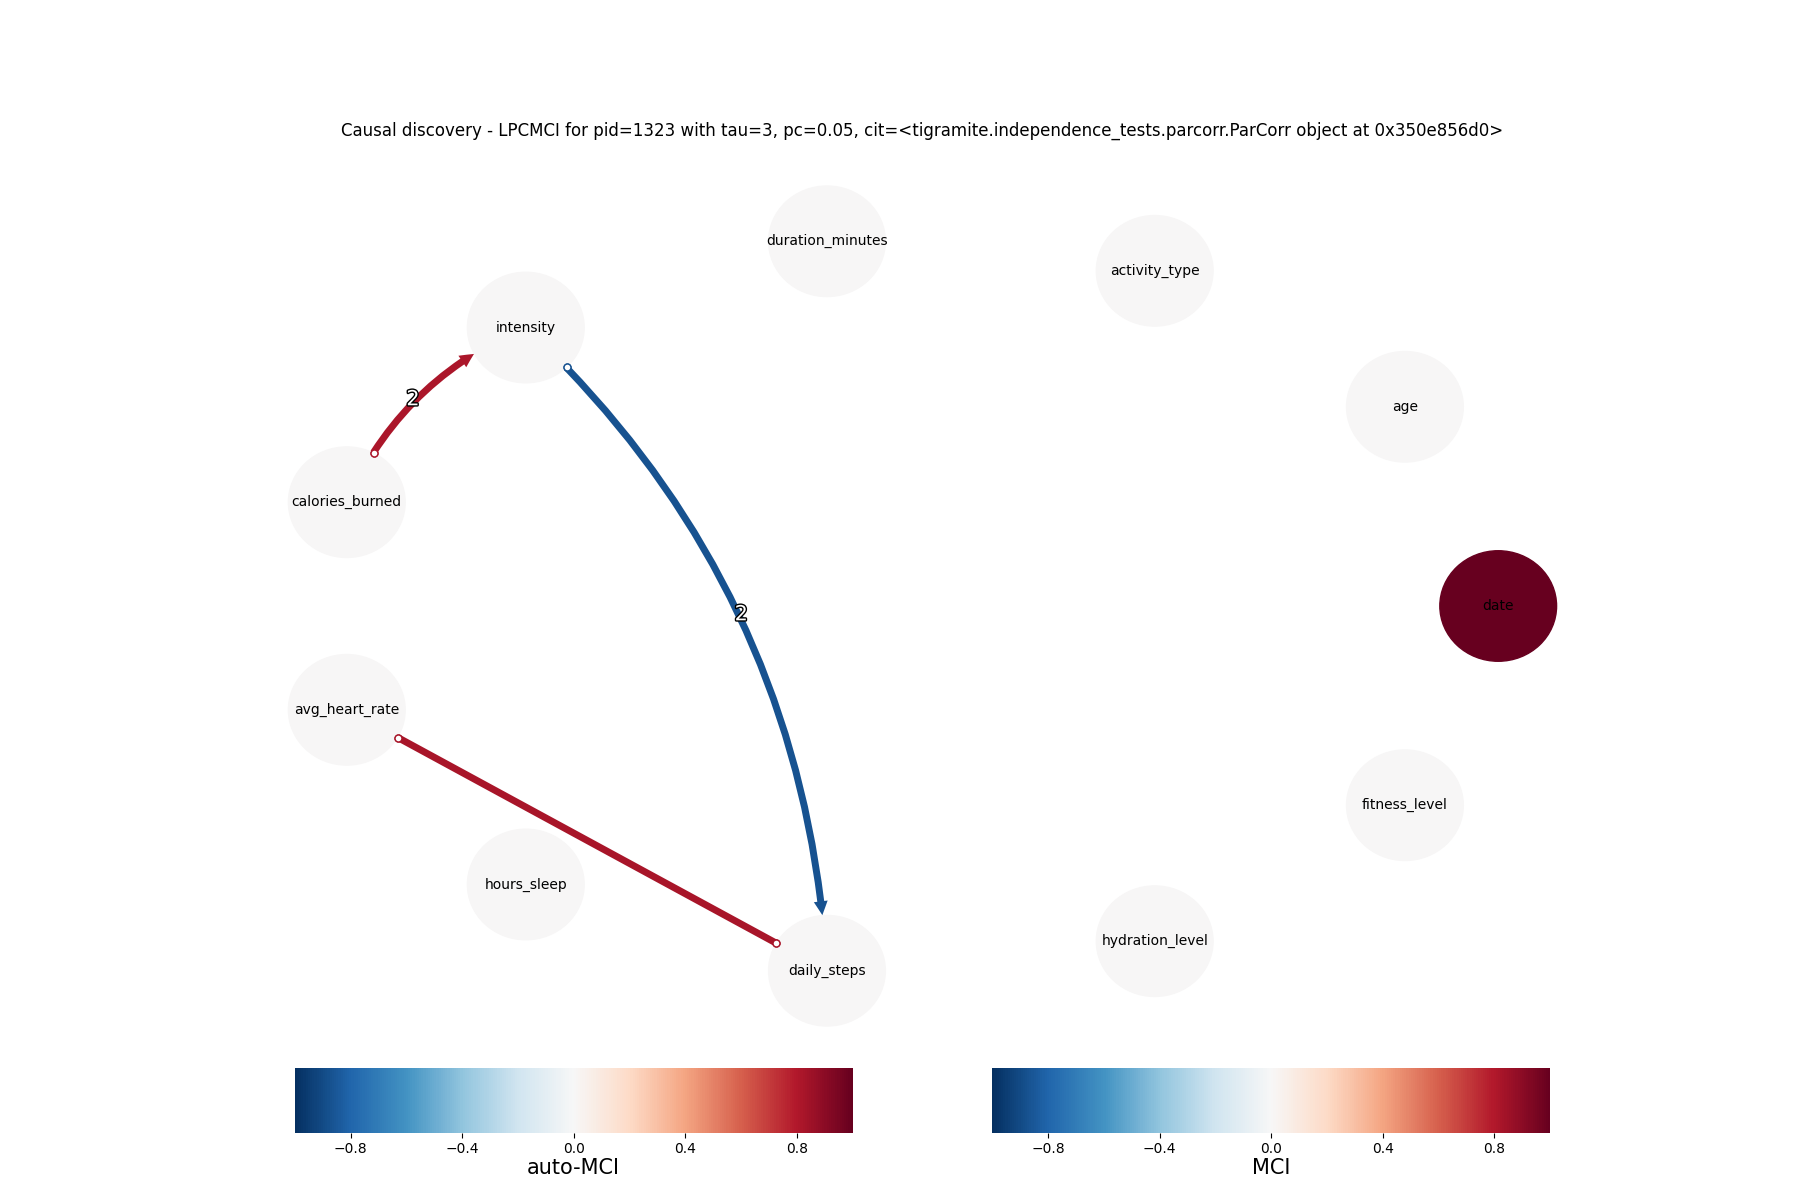 Causal discovery - LPCMCI for pid=1323 with tau=3, pc=0.05, cit=<tigramite.independence_tests.parcorr.ParCorr object at 0x350e856d0>
duration_minutes
activity_type
intensity
2
age
calories_burned
date
2
avg_heart_rate
fitness_level
hours_sleep
hydration_level
daily_steps
−0.8 −0.4 0.0 0.4 0.8
auto-MCI
−0.8 −0.4 0.0 0.4 0.8
MCI